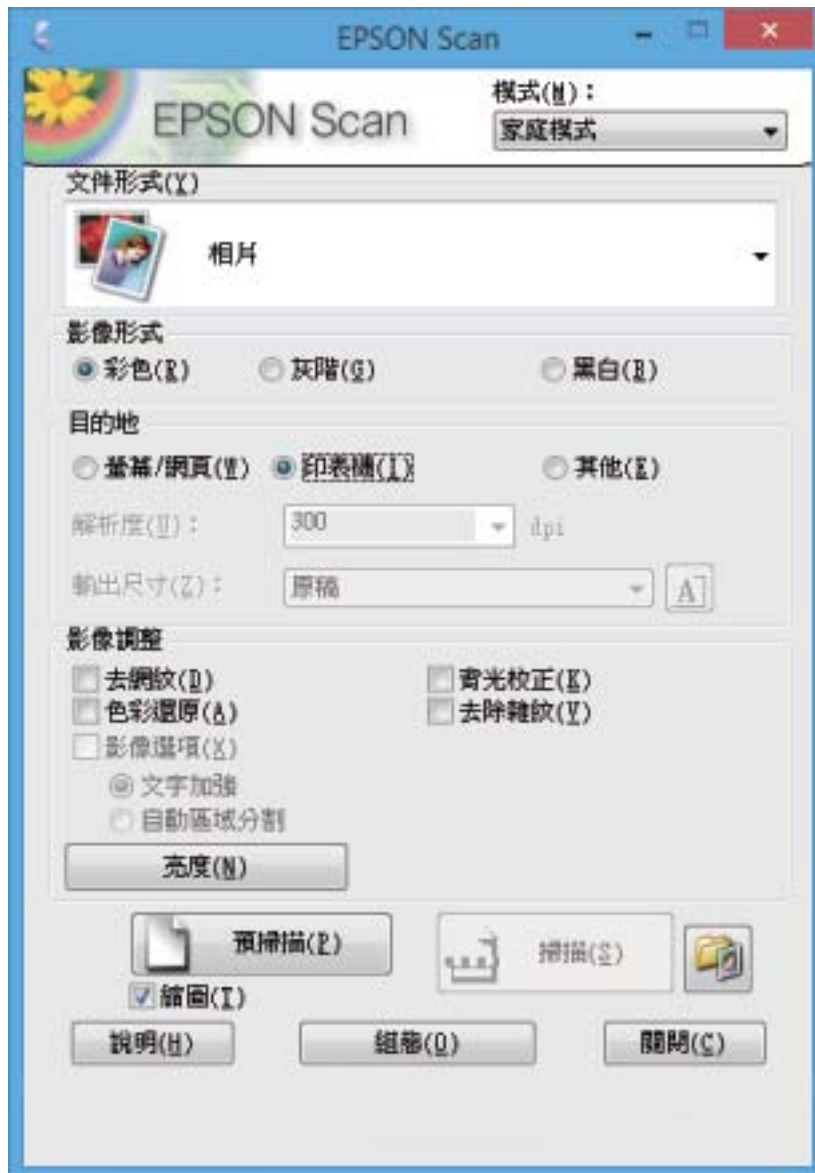 EPSON Scan
EPSON Scan
模式(M):
家庭模式
文件形式(Y)
相片
影像形式
彩色(R) 灰階(G) 黑白(B)
目的地
螢幕/網頁(W) 印表機(I) 其他(E)
解析度(U): 300 dpi
輸出尺寸(Z): 原稿 A
影像調整
去網紋(D) 背光校正(K)
色彩還原(A) 去除雜紋(V)
影像選項(X)
文字加強
自動區域分割
亮度(N)
預掃描(P) 掃描(S)
縮圖(T)
說明(H) 組態(O) 關閉(C)